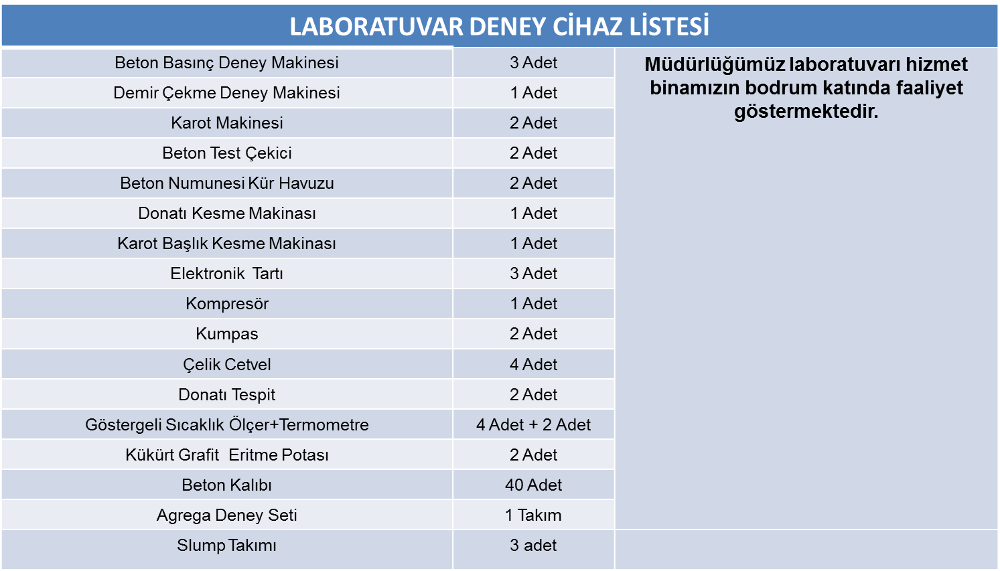 LABORATUVAR DENEY CİHAZ LİSTESİ
Beton Basınç Deney Makinesi 3 Adet
Müdürlüğümüz laboratuvarı hizmet
binamızın bodrum katında faaliyet
göstermektedir.
Demir Çekme Deney Makinesi 1 Adet
Karot Makinesi 2 Adet
Beton Test Çekici 2 Adet
Beton Numunesi Kür Havuzu 2 Adet
Donatı Kesme Makinası 1 Adet
Karot Başlık Kesme Makinası 1 Adet
Elektronik Tartı 3 Adet
Kompresör 1 Adet
Kumpas 2 Adet
Çelik Cetvel 4 Adet
Donatı Tespit 2 Adet
Göstergeli Sıcaklık Ölçer+Termometre 4 Adet + 2 Adet
Kükürt Grafit Eritme Potası 2 Adet
Beton Kalıbı 40 Adet
Agrega Deney Seti 1 Takım
Slump Takımı 3 adet